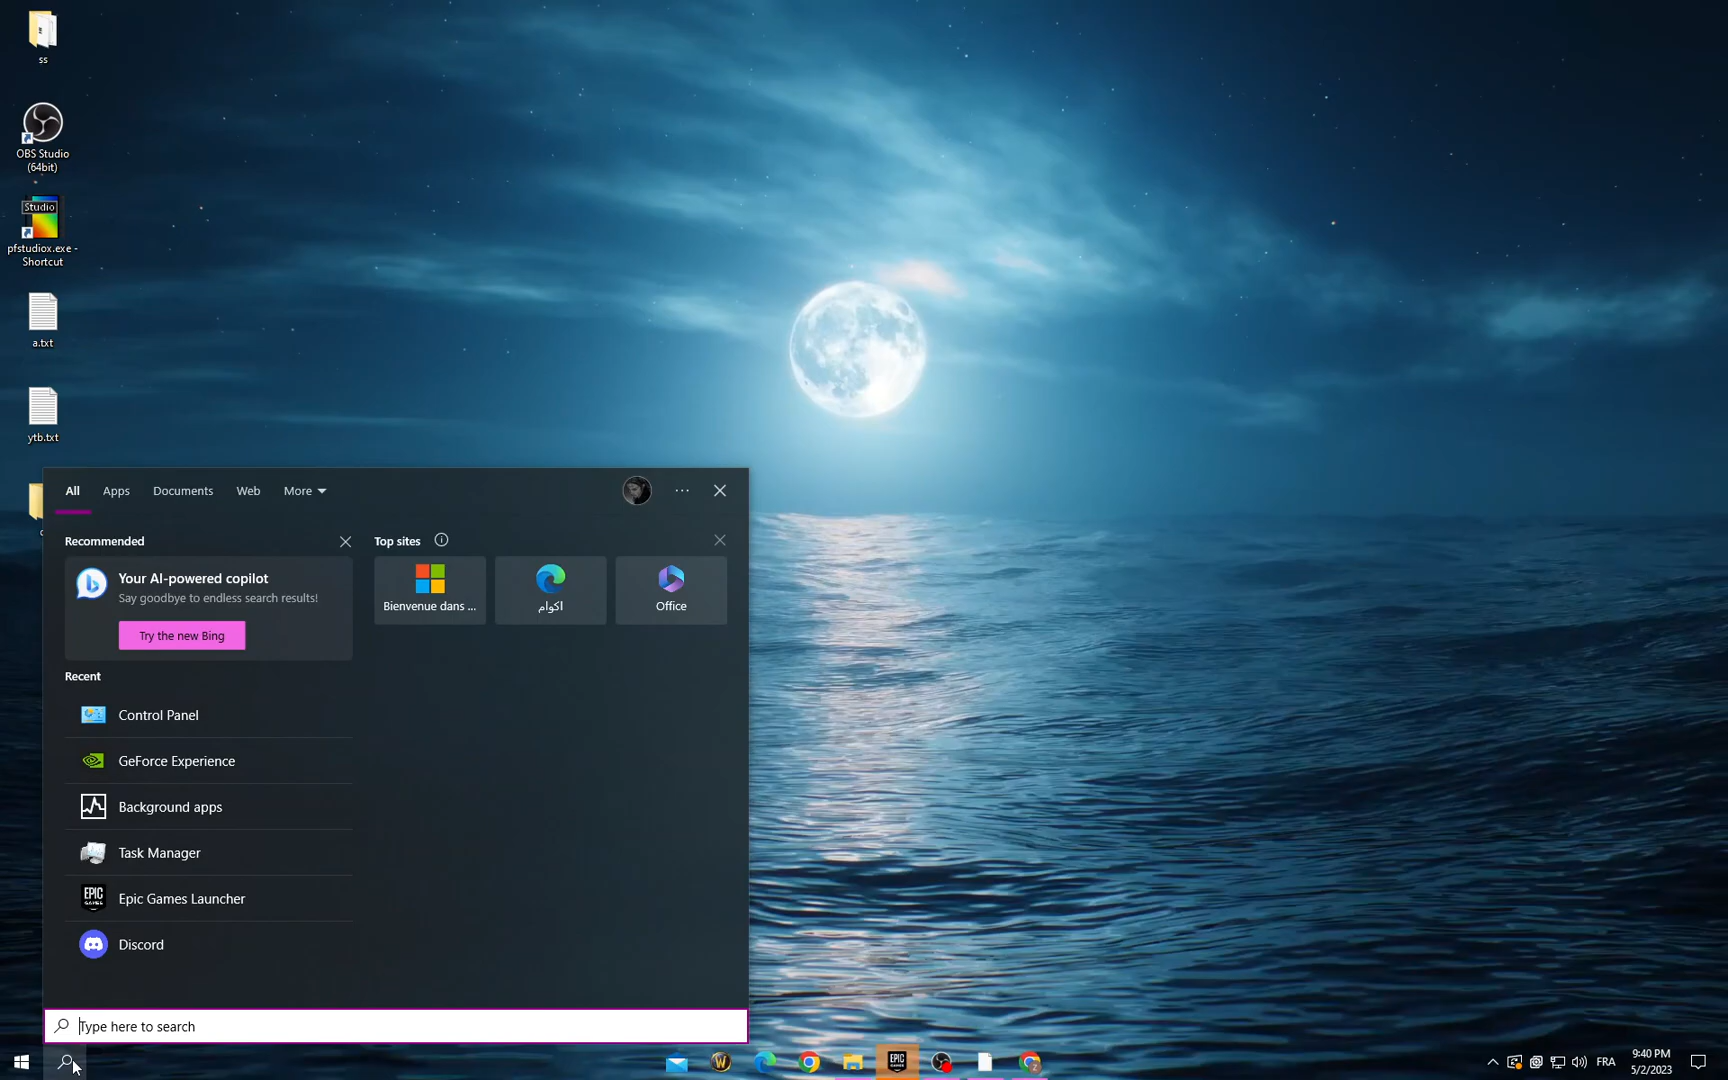 ss
OBS Studio
(64bit)
Studio
pfstudiox.exe -
Shortcut
a.txt
ytb.txt
All
Apps
Documents
Web
More
Recommended
Top sites
Your AI-powered copilot
Say goodbye to endless search results!
Try the new Bing
Bienvenue dans ...
اكوام
Office
Recent
Control Panel
GeForce Experience
Background apps
Task Manager
EPIC
GAMES
Epic Games Launcher
Discord
Type here to search
W
EPIC
GAMES
FR
9:40 PM
5/2/2023